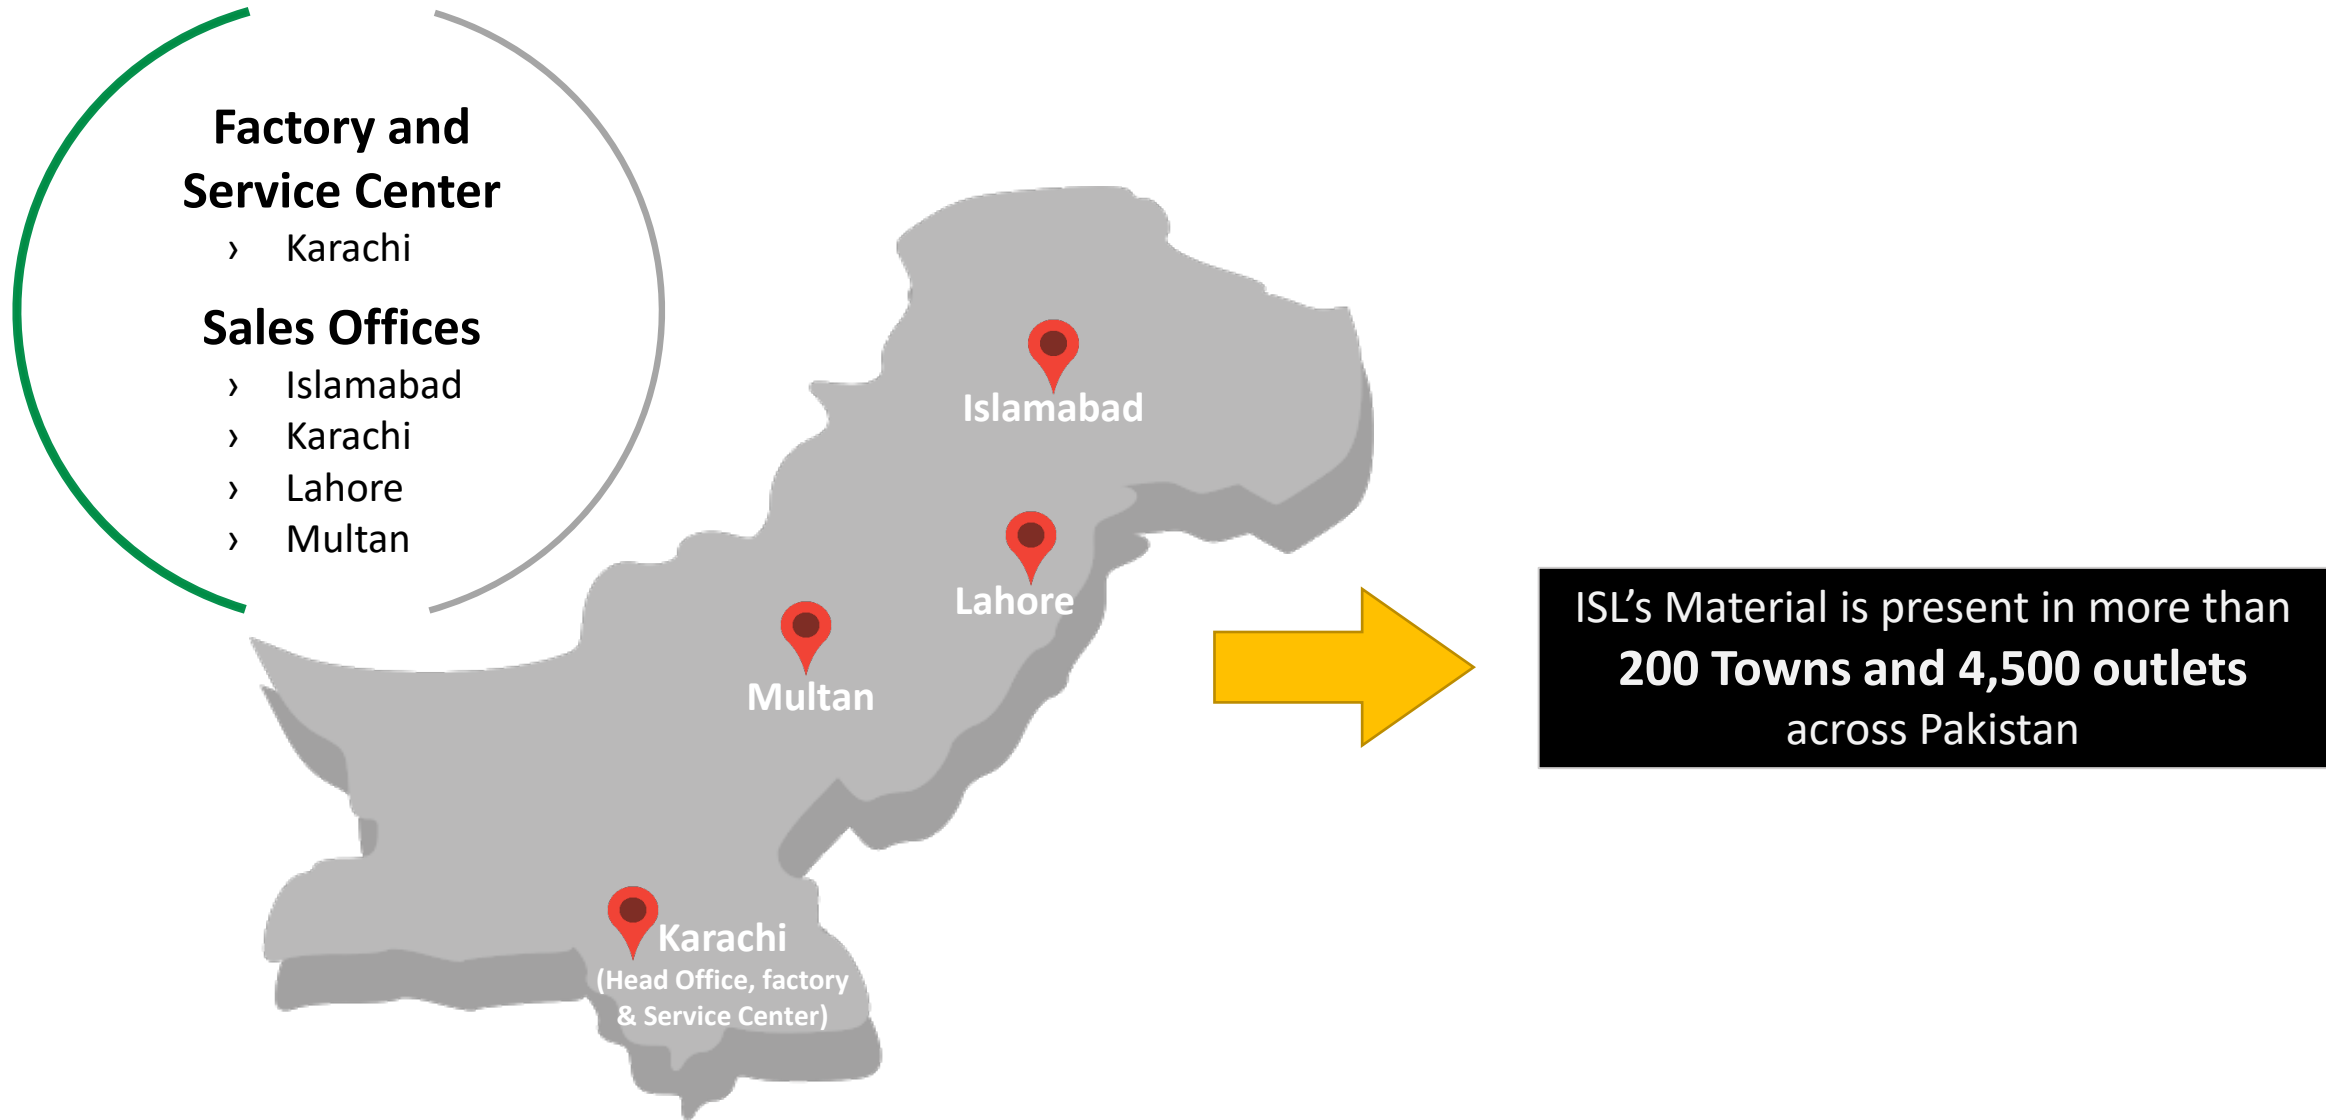 Factory and
Service Center
› Karachi
Sales Offices
› Islamabad
› Karachi
› Lahore
› Multan
Islamabad
Lahore
Multan
Karachi
(Head Office, factory
& Service Center)
ISL’s Material is present in more than
200 Towns and 4,500 outlets
across Pakistan